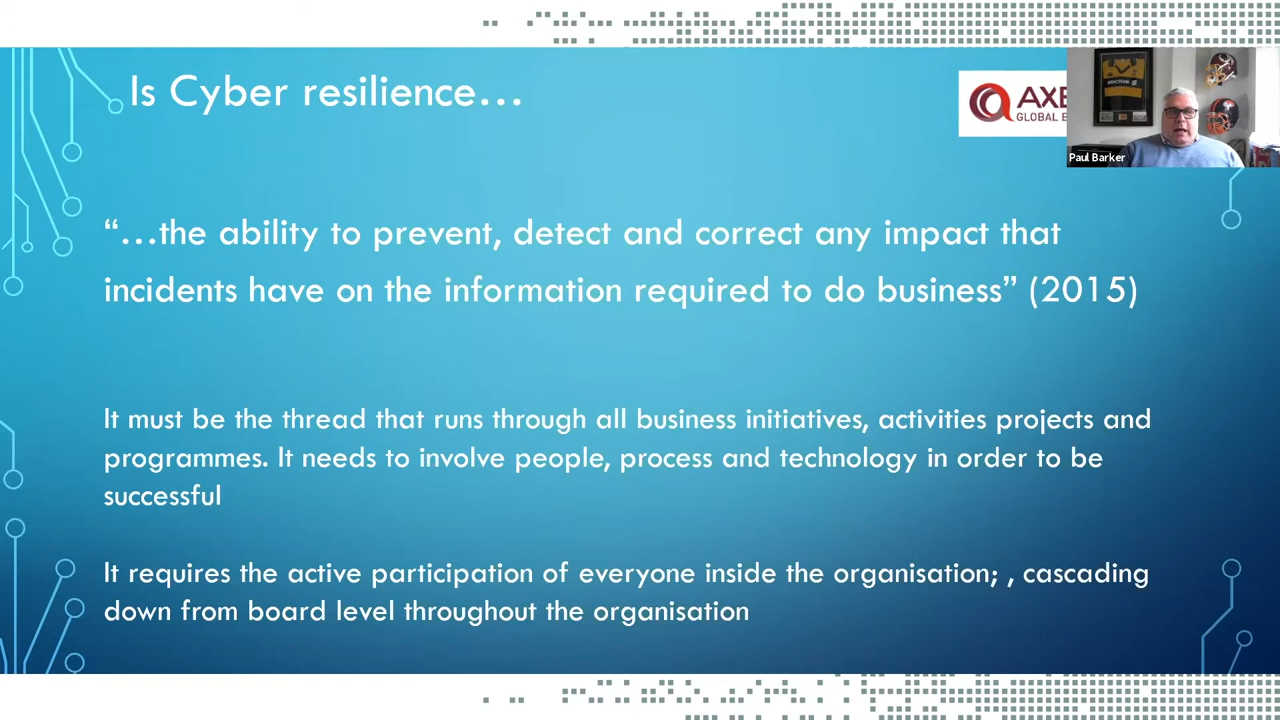 Is Cyber resilience…
GLOBAL
Paul Barker
“…the ability to prevent, detect and correct any impact that
incidents have on the information required to do business” (2015)
It must be the thread that runs through all business initiatives, activities projects and
programmes. It needs to involve people, process and technology in order to be
successful
It requires the active participation of everyone inside the organisation; , cascading
down from board level throughout the organisation